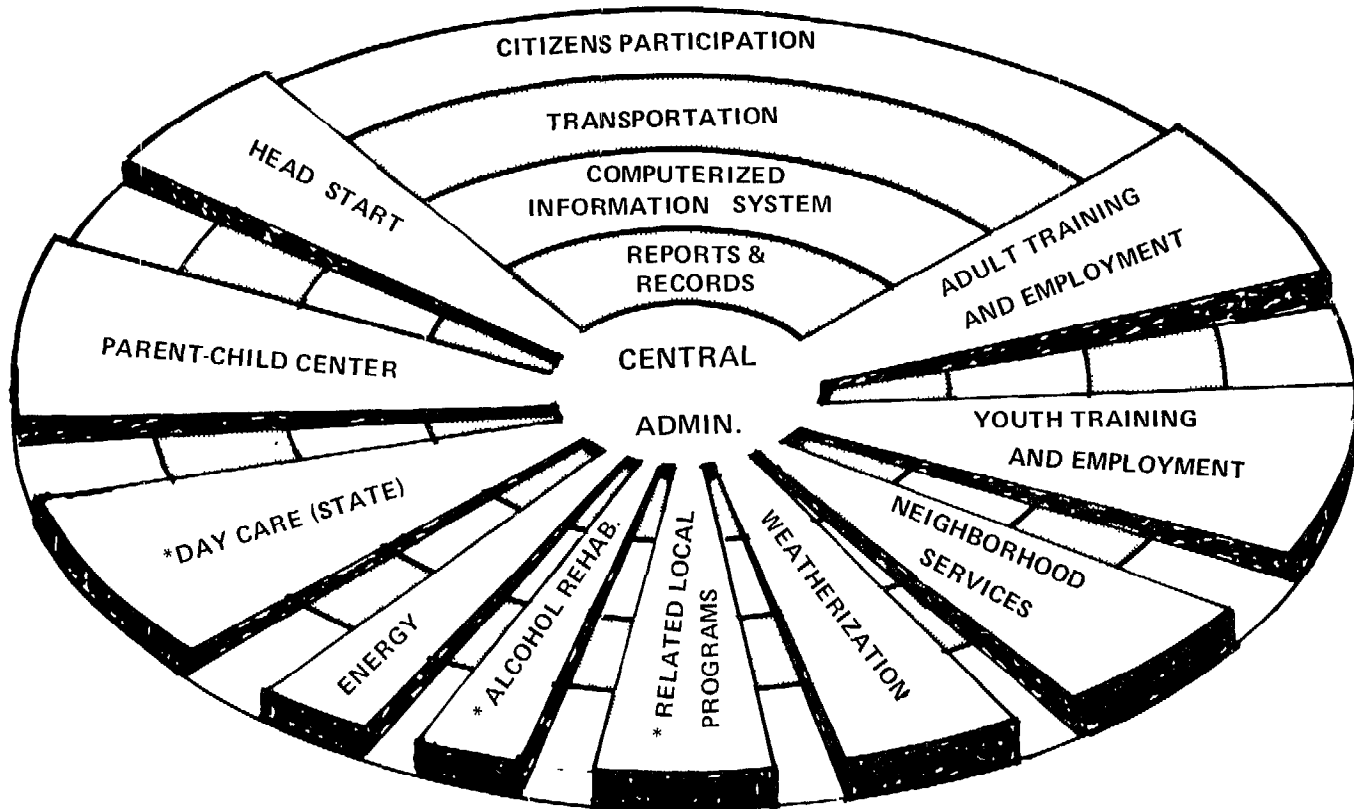 CITIZENS PARTICIPATION
TRANSPORTATION
COMPUTERIZED
INFORMATION SYSTEM
REPORTS &
RECORDS
CENTRAL
ADMIN.
HEAD START
PARENT-CHILD CENTER
*DAY CARE (STATE)
ENERGY
* ALCOHOL REHAB.
* RELATED LOCAL
PROGRAMS
WEATHERIZATION
NEIGHBORHOOD
SERVICES
YOUTH TRAINING
AND EMPLOYMENT
ADULT TRAINING
AND EMPLOYMENT